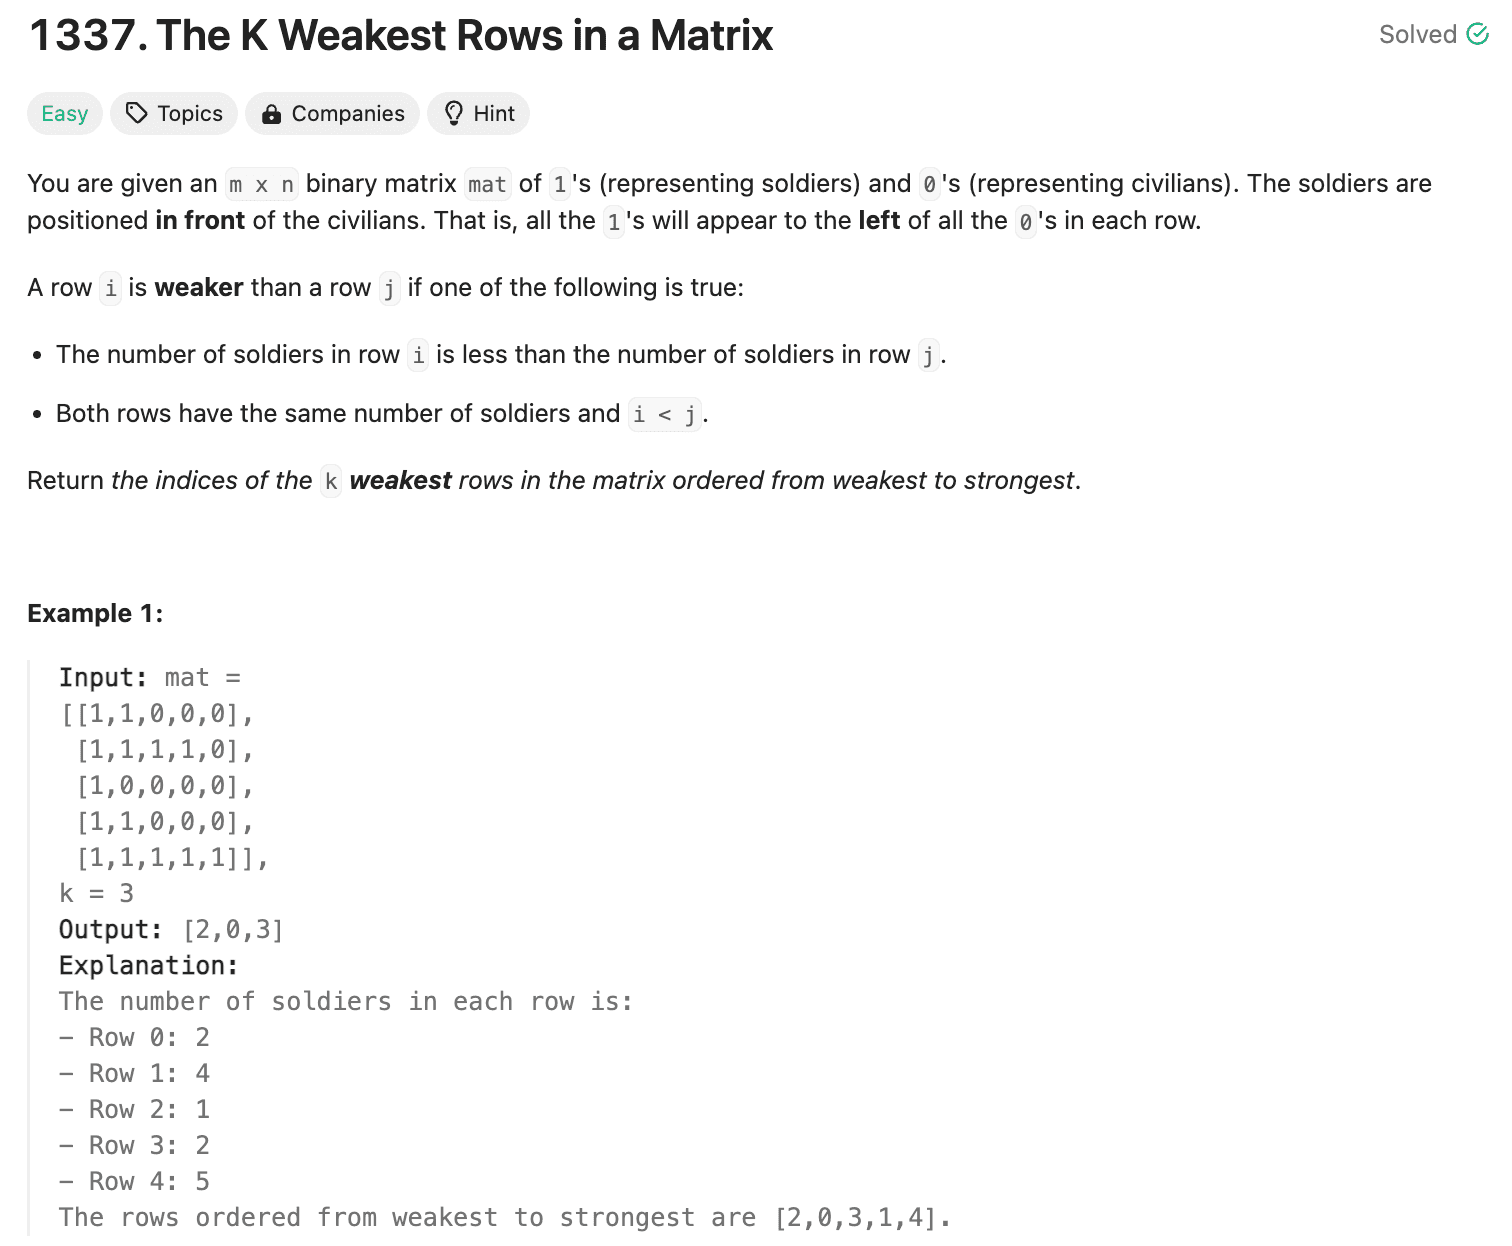 1337. The K Weakest Rows in a Matrix
Solved
Easy
Topics
Companies
Hint
You are given an m x n binary matrix mat of 1's (representing soldiers) and 0's (representing civilians). The soldiers are
positioned in front of the civilians. That is, all the 1's will appear to the left of all the 0's in each row.
A row i is weaker than a row j if one of the following is true:
• The number of soldiers in row i is less than the number of soldiers in row j.
• Both rows have the same number of soldiers and i < j.
Return the indices of the k weakest rows in the matrix ordered from weakest to strongest.
Example 1:
Input: mat =
[[1,1,0,0,0],
[1,1,1,1,0],
[1,0,0,0,0],
[1,1,0,0,0],
[1,1,1,1,1]],
k = 3
Output: [2,0,3]
Explanation:
The number of soldiers in each row is:
– Row 0: 2
– Row 1: 4
– Row 2: 1
– Row 3: 2
– Row 4: 5
The rows ordered from weakest to strongest are [2,0,3,1,4].